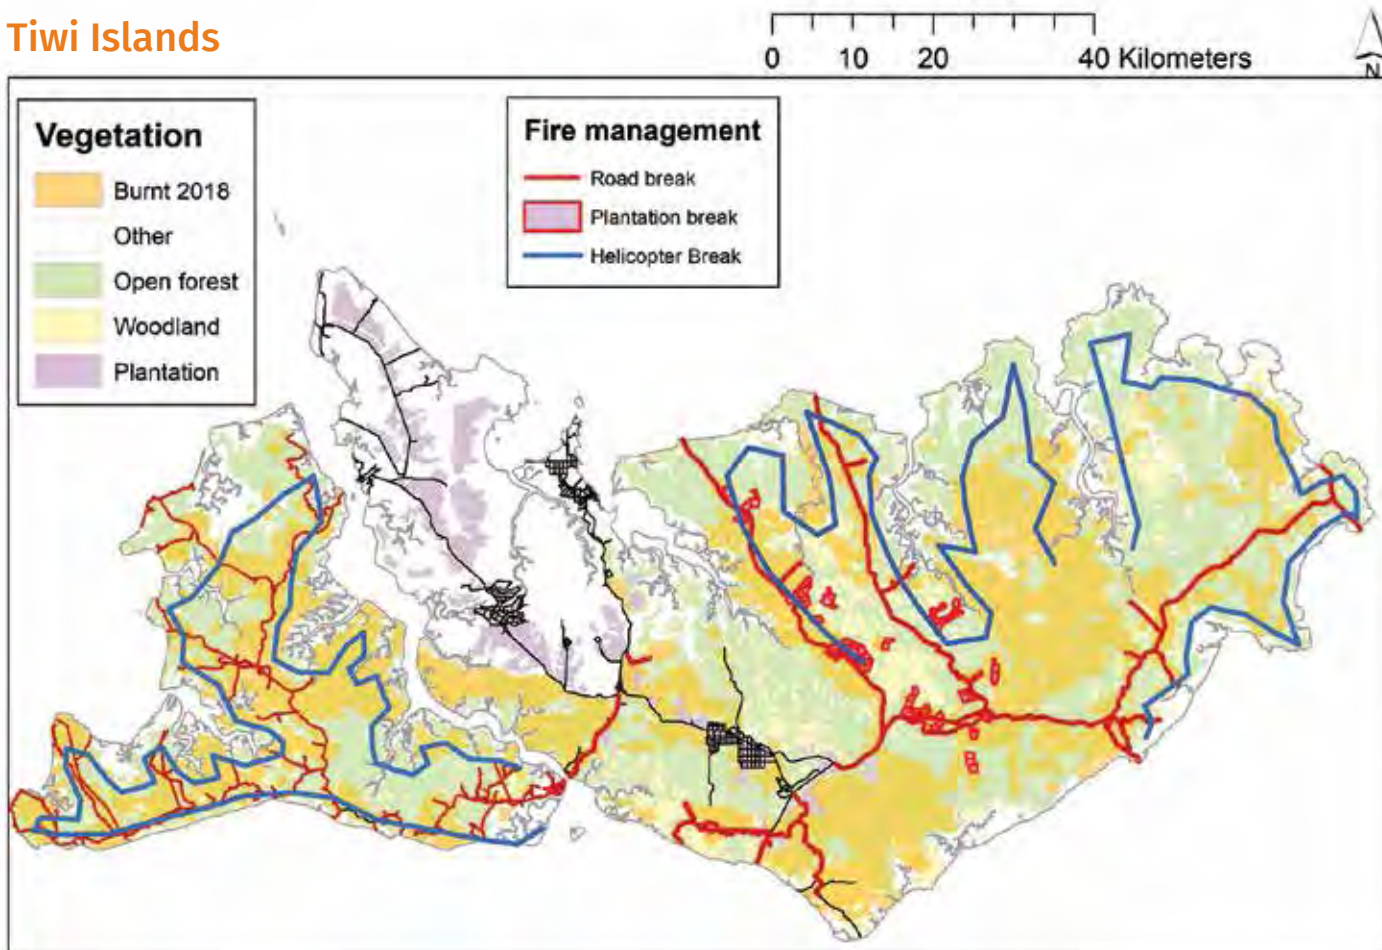 Tiwi Islands
0 10 20 40 Kilometers
N
Vegetation
Burnt 2018
Other
Open forest
Woodland
Plantation
Fire management
Road break
Plantation break
Helicopter Break